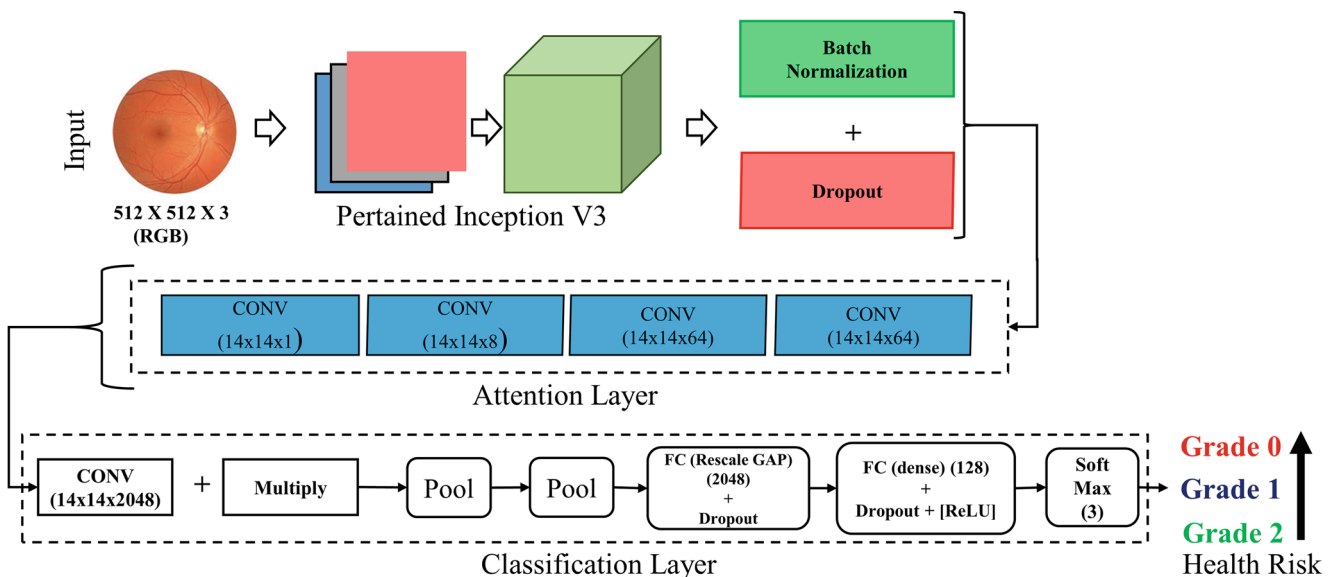 Input
512 X 512 X 3
(RGB)
Pertained Inception V3
Batch
Normalization
+
Dropout
CONV
(14x14x1)
CONV
(14x14x8)
CONV
(14x14x64)
CONV
(14x14x64)
Attention Layer
CONV
(14x14x2048)
+
Multiply
Pool
Pool
FC (Rescale GAP)
(2048)
+
Dropout
FC (dense) (128)
+
Dropout + [ReLU]
Soft
Max
(3)
Classification Layer
Grade 0
Grade 1
Grade 2
Health Risk